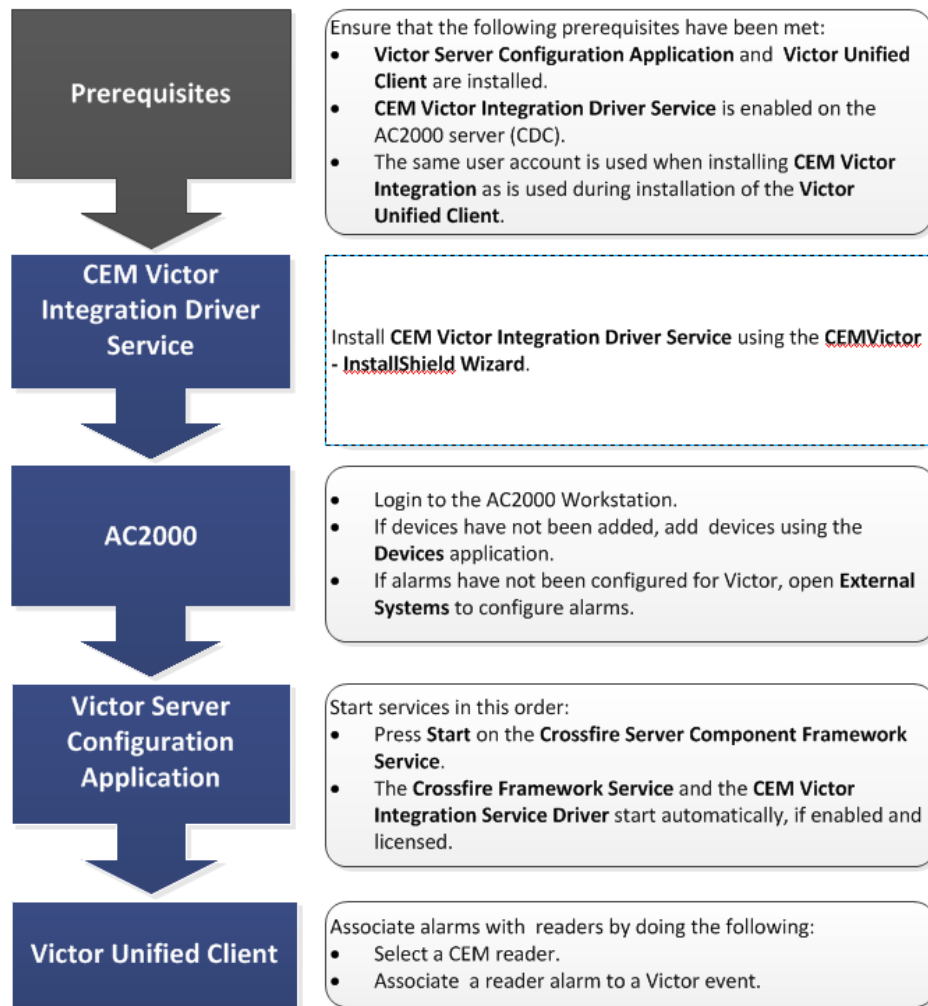 Prerequisites
Ensure that the following prerequisites have been met:
• Victor Server Configuration Application and Victor Unified
Client are installed.
• CEM Victor Integration Driver Service is enabled on the
AC2000 server (CDC).
• The same user account is used when installing CEM Victor
Integration as is used during installation of the Victor
Unified Client.
CEM Victor
Integration Driver
Service
Install CEM Victor Integration Driver Service using the CEMVictor
- InstallShield Wizard.
AC2000
• Login to the AC2000 Workstation.
• If devices have not been added, add devices using the
Devices application.
• If alarms have not been configured for Victor, open External
Systems to configure alarms.
Victor Server
Configuration
Application
Start services in this order:
• Press Start on the Crossfire Server Component Framework
Service.
• The Crossfire Framework Service and the CEM Victor
Integration Service Driver start automatically, if enabled and
licensed.
Victor Unified Client
Associate alarms with readers by doing the following:
• Select a CEM reader.
• Associate a reader alarm to a Victor event.